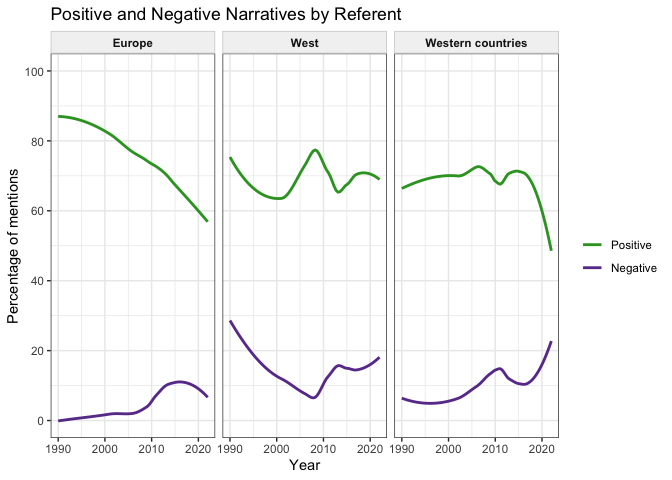 Positive and Negative Narratives by Referent
Europe
West
Western countries
Percentage of mentions
100
80
60
40
20
0
1990 2000 2010 2020
1990 2000 2010 2020
1990 2000 2010 2020
Year
Positive
Negative